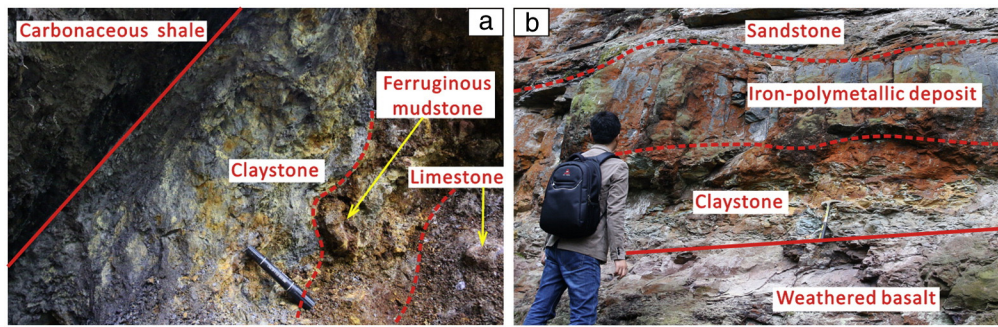 a
Carbonaceous shale
Ferruginous
mudstone
Claystone
Limestone
b
Sandstone
Iron-polymetallic deposit
Claystone
Weathered basalt